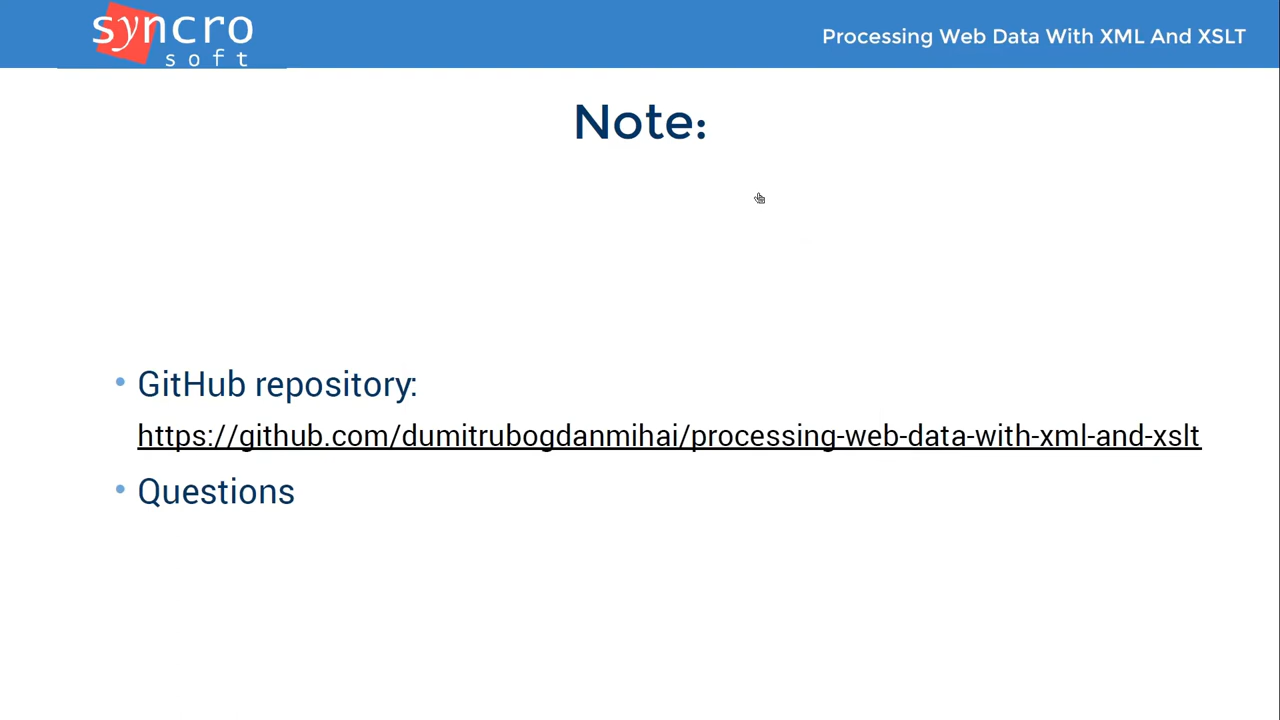 syncro
soft
Processing Web Data With XML And XSLT
Note:
• GitHub repository:
https://github.com/dumitrubogdanmihai/processing-web-data-with-xml-and-xslt
• Questions